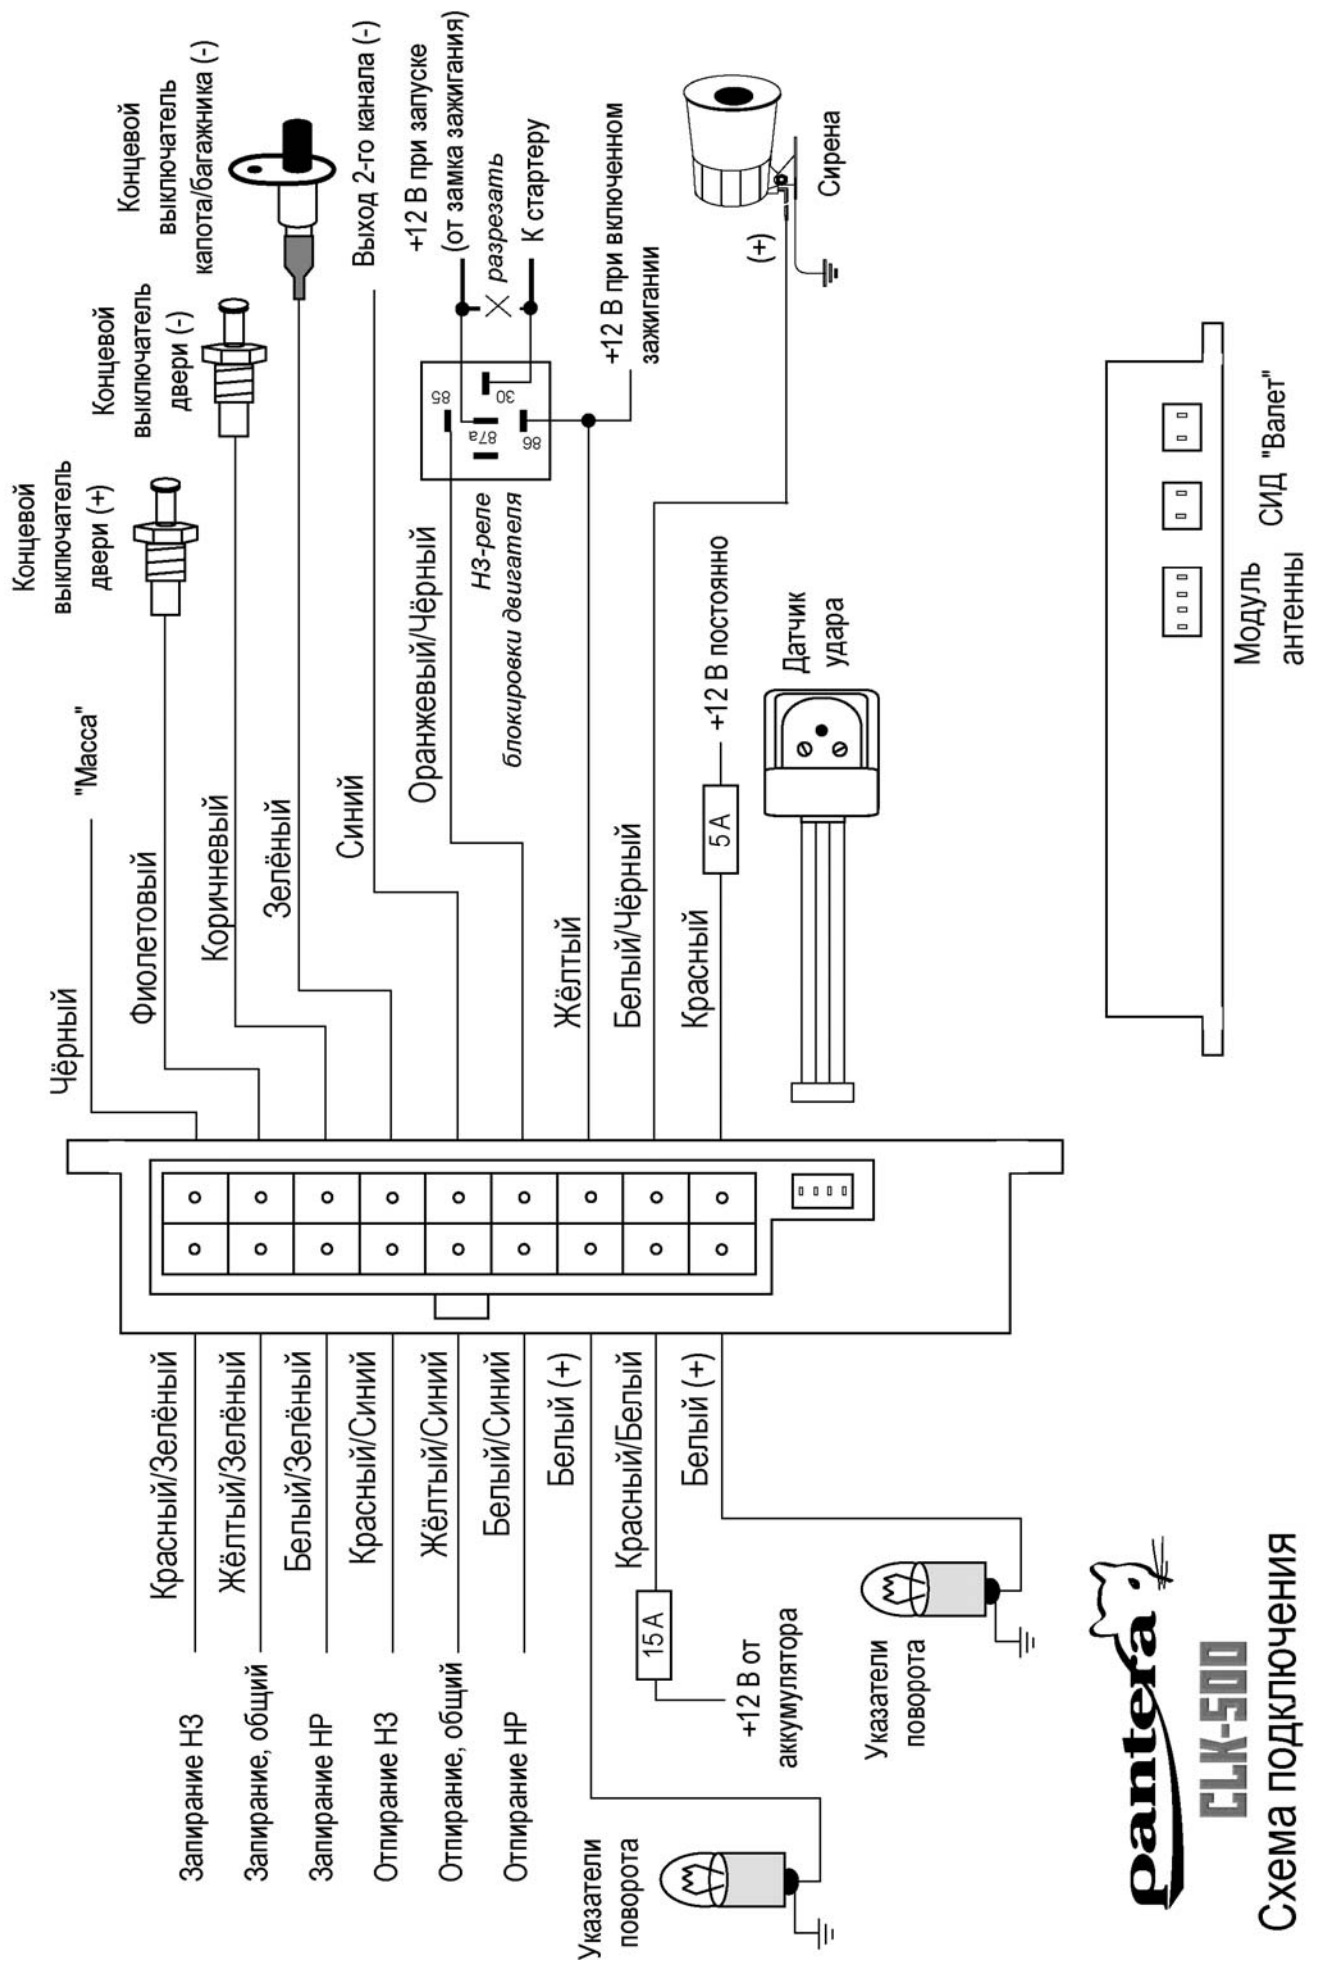 Чёрный
"Масса"
Фиолетовый
Концевой
выключатель
двери (+)
Коричневый
Концевой
выключатель
двери (-)
Зелёный
Концевой
выключатель
капота/багажника (-)
Синий
Выход 2-го канала (-)
Оранжевый/Чёрный
НЗ-реле
блокировки двигателя
85
87a
86
30
+12 В при запуске
(от замка зажигания)
разрезать
К стартеру
Жёлтый
+12 В при включенном
зажигании
Белый/Чёрный
(+)
Сирена
Красный
5 А
+12 В постоянно
Датчик
удара
Запирание НЗ
Красный/Зелёный
Запирание, общий
Жёлтый/Зелёный
Запирание НР
Белый/Зелёный
Отпирание НЗ
Красный/Синий
Отпирание, общий
Жёлтый/Синий
Отпирание НР
Белый/Синий
Белый (+)
Указатели
поворота
Красный/Белый
15 А
+12 В от
аккумулятора
Белый (+)
Указатели
поворота
Модуль
антенны
СИД
"Валет"
Pantera
CLK-500
Схема подключения